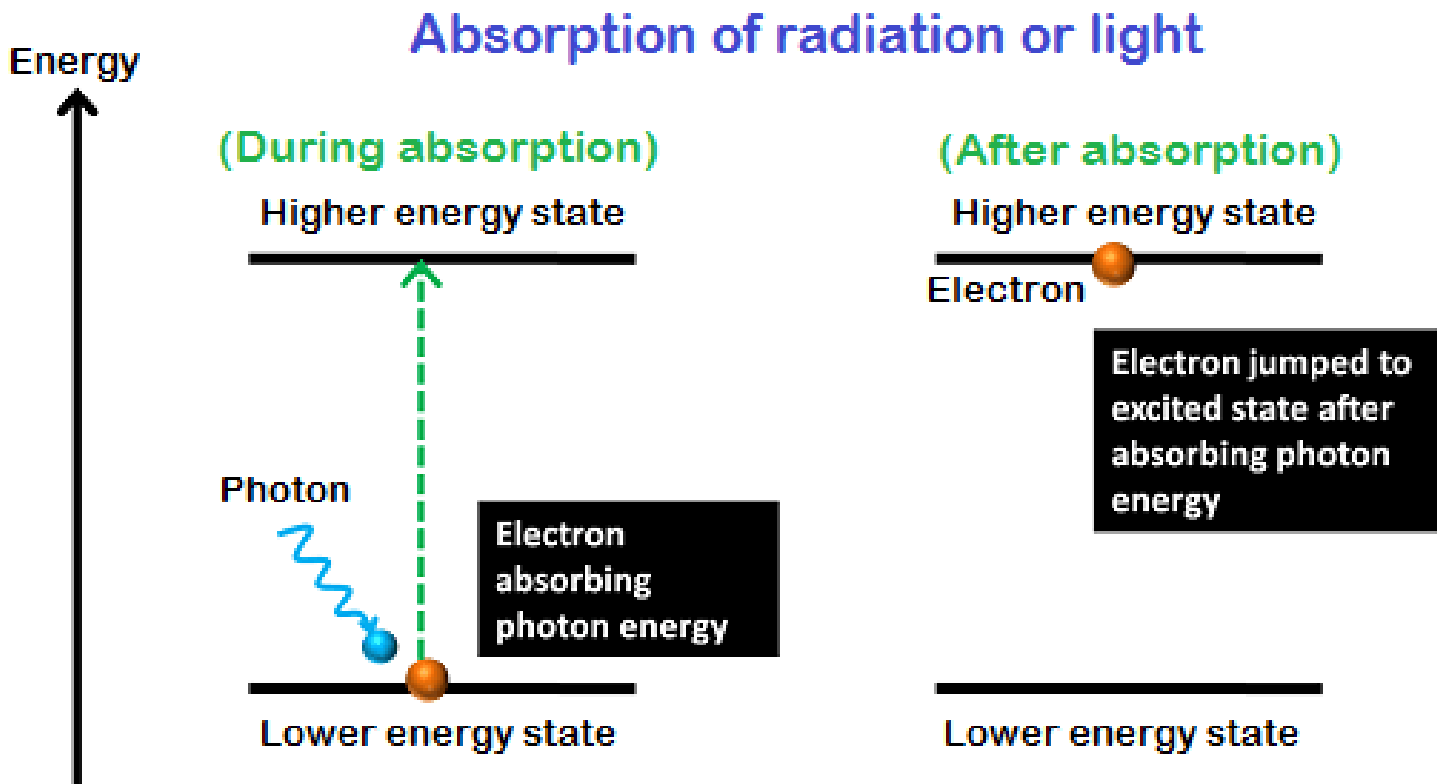 Absorption of radiation or light
Energy
(During absorption)
Higher energy state
Photon
Electron
absorbing
photon energy
Lower energy state
(After absorption)
Higher energy state
Electron
Electron jumped to
excited state after
absorbing photon
energy
Lower energy state